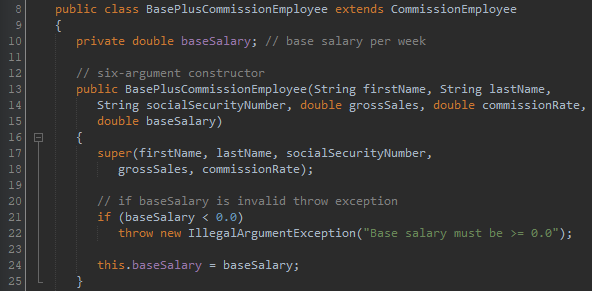 8 public class BasePlusCommissionEmployee extends CommissionEmployee
9 {
10 private double baseSalary; // base salary per week
11
12 // six-argument constructor
13 public BasePlusCommissionEmployee(String firstName, String lastName,
14 String socialSecurityNumber, double grossSales, double commissionRate,
15 double baseSalary)
16 {
17 super(firstName, lastName, socialSecurityNumber,
18 grossSales, commissionRate);
19
20 // if baseSalary is invalid throw exception
21 if (baseSalary < 0.0)
22 throw new IllegalArgumentException("Base salary must be >= 0.0");
23
24 this.baseSalary = baseSalary;
25 }